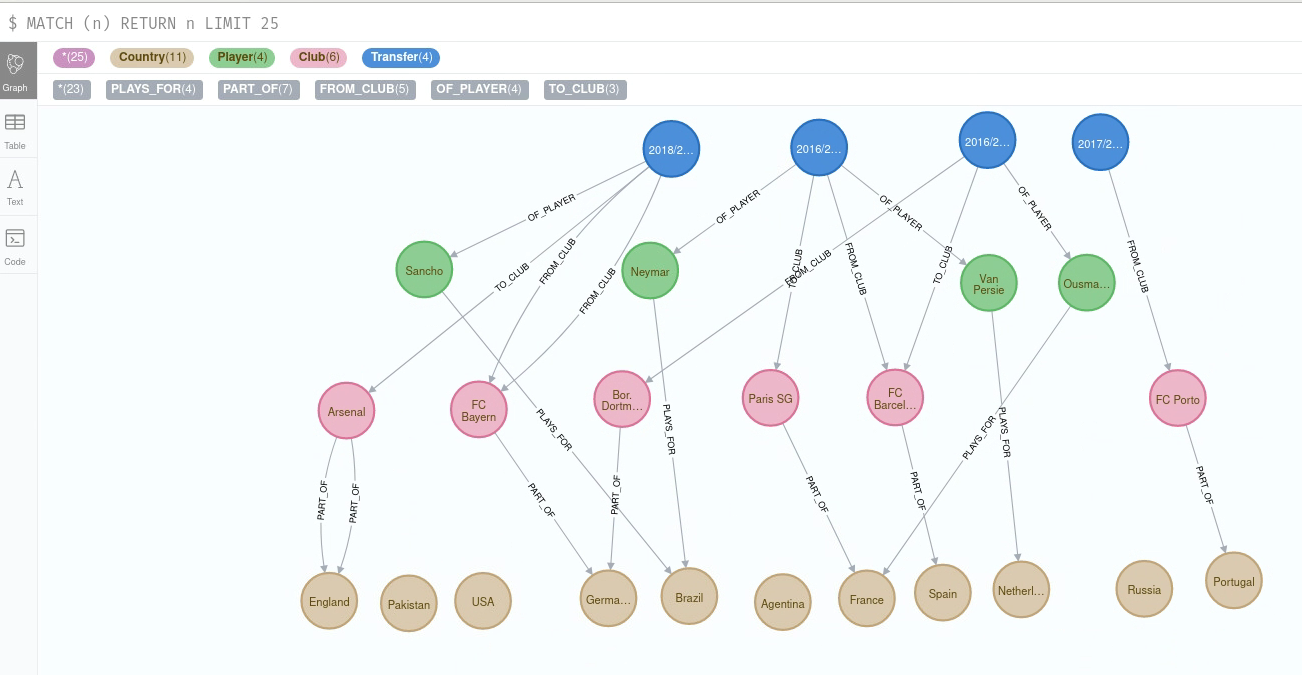 $ MATCH (n) RETURN n LIMIT 25
*(25) Country(11) Player(4) Club(6) Transfer(4)
*(23) PLAYS_FOR(4) PART_OF(7) FROM_CLUB(5) OF_PLAYER(4) TO_CLUB(3)
Graph
Table
Text
Code
2018/2...
2016/2...
2016/2...
2017/2...
OF_PLAYER
OF_PLAYER
OF_PLAYER
OF_PLAYER
TO_CLUB
FROM_CLUB
FROM_CLUB
TO_CLUB
FROM_CLUB
FROM_CLUB
TO_CLUB
FROM_CLUB
Sancho
Neymar
Van
Persie
Ousma...
Arsenal
FC
Bayern
Bor.
Dortm...
Paris SG
FC
Barcel...
FC Porto
PLAYS_FOR
PLAYS_FOR
PLAYS_FOR
PLAYS_FOR
PART_OF
PART_OF
PART_OF
PART_OF
PART_OF
PART_OF
PART_OF
England
Pakistan
USA
Germa...
Brazil
Agentina
France
Spain
Netherl...
Russia
Portugal